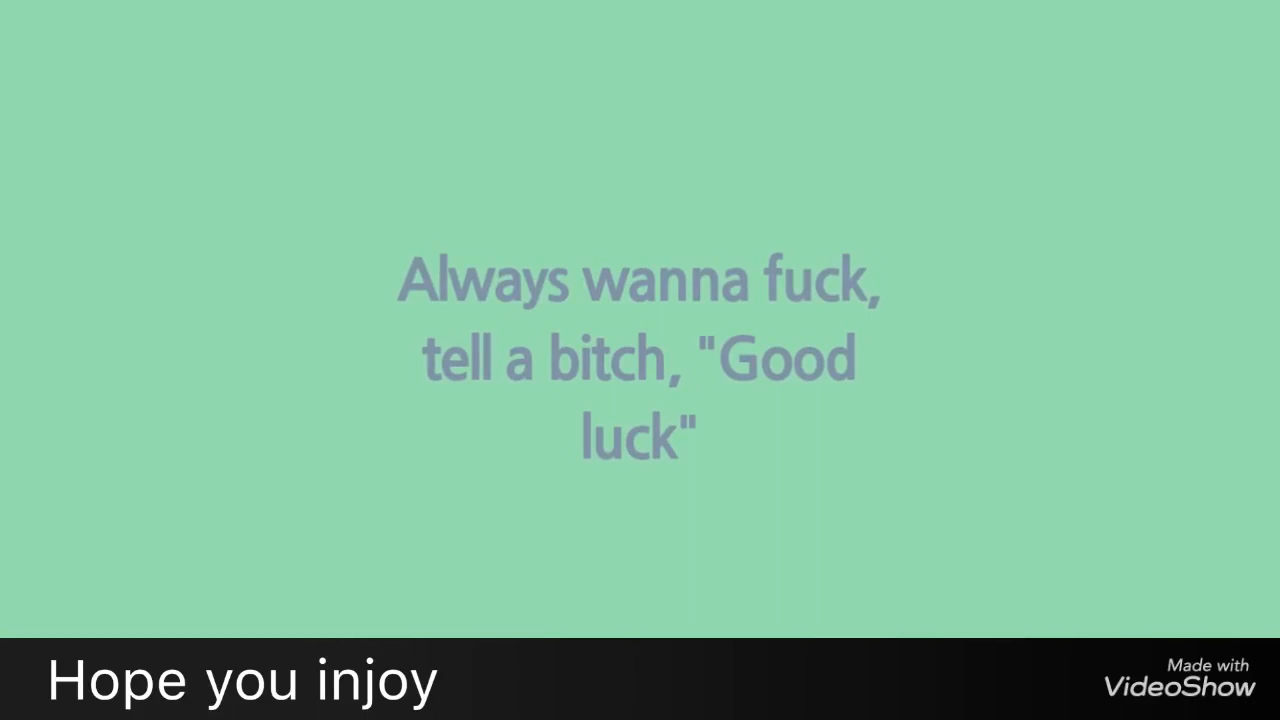 Always wanna fuck,
tell a bitch, "Good
luck"
Hope you injoy
Made with
VideoShow